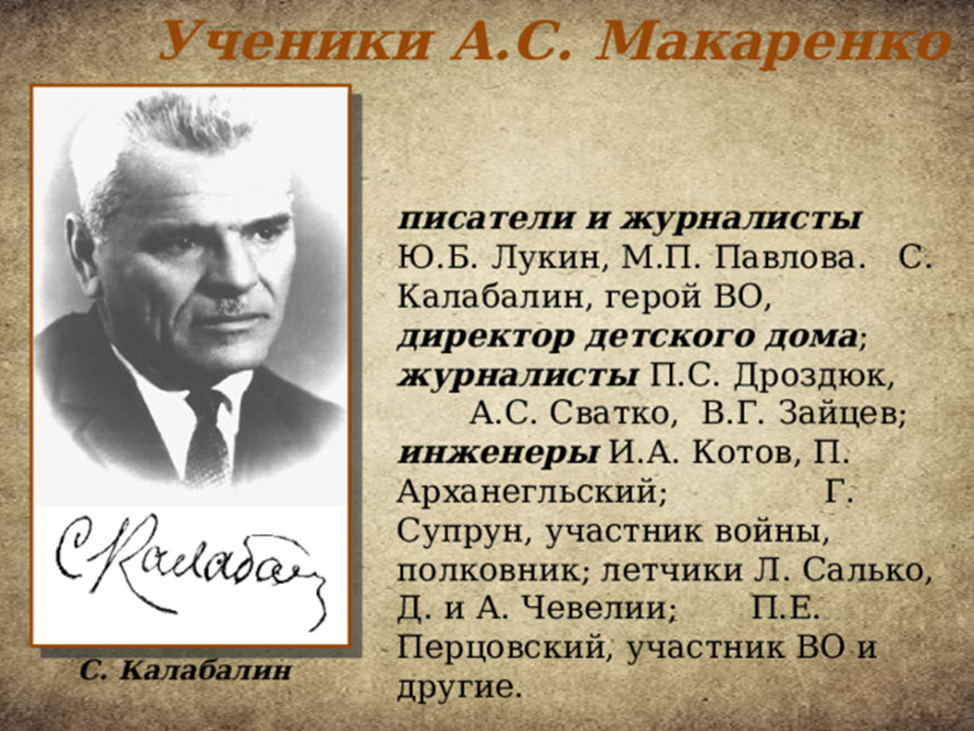 Ученики А.С. Макаренко
писатели и журналисты
Ю.Б. Лукин, М.П. Павлова. С.
Калабалин, герой ВО,
директор детского дома;
журналисты П.С. Дроздюк,
А.С. Сватко, В.Г. Зайцев;
инженеры И.А. Котов, П.
Арханегльский; Г.
Супрун, участник войны,
полковник; летчики Л. Салько,
Д. и А. Чевелии; П.Е.
Перцовский, участник ВО и
другие.
С Калабалин
С. Калабалин